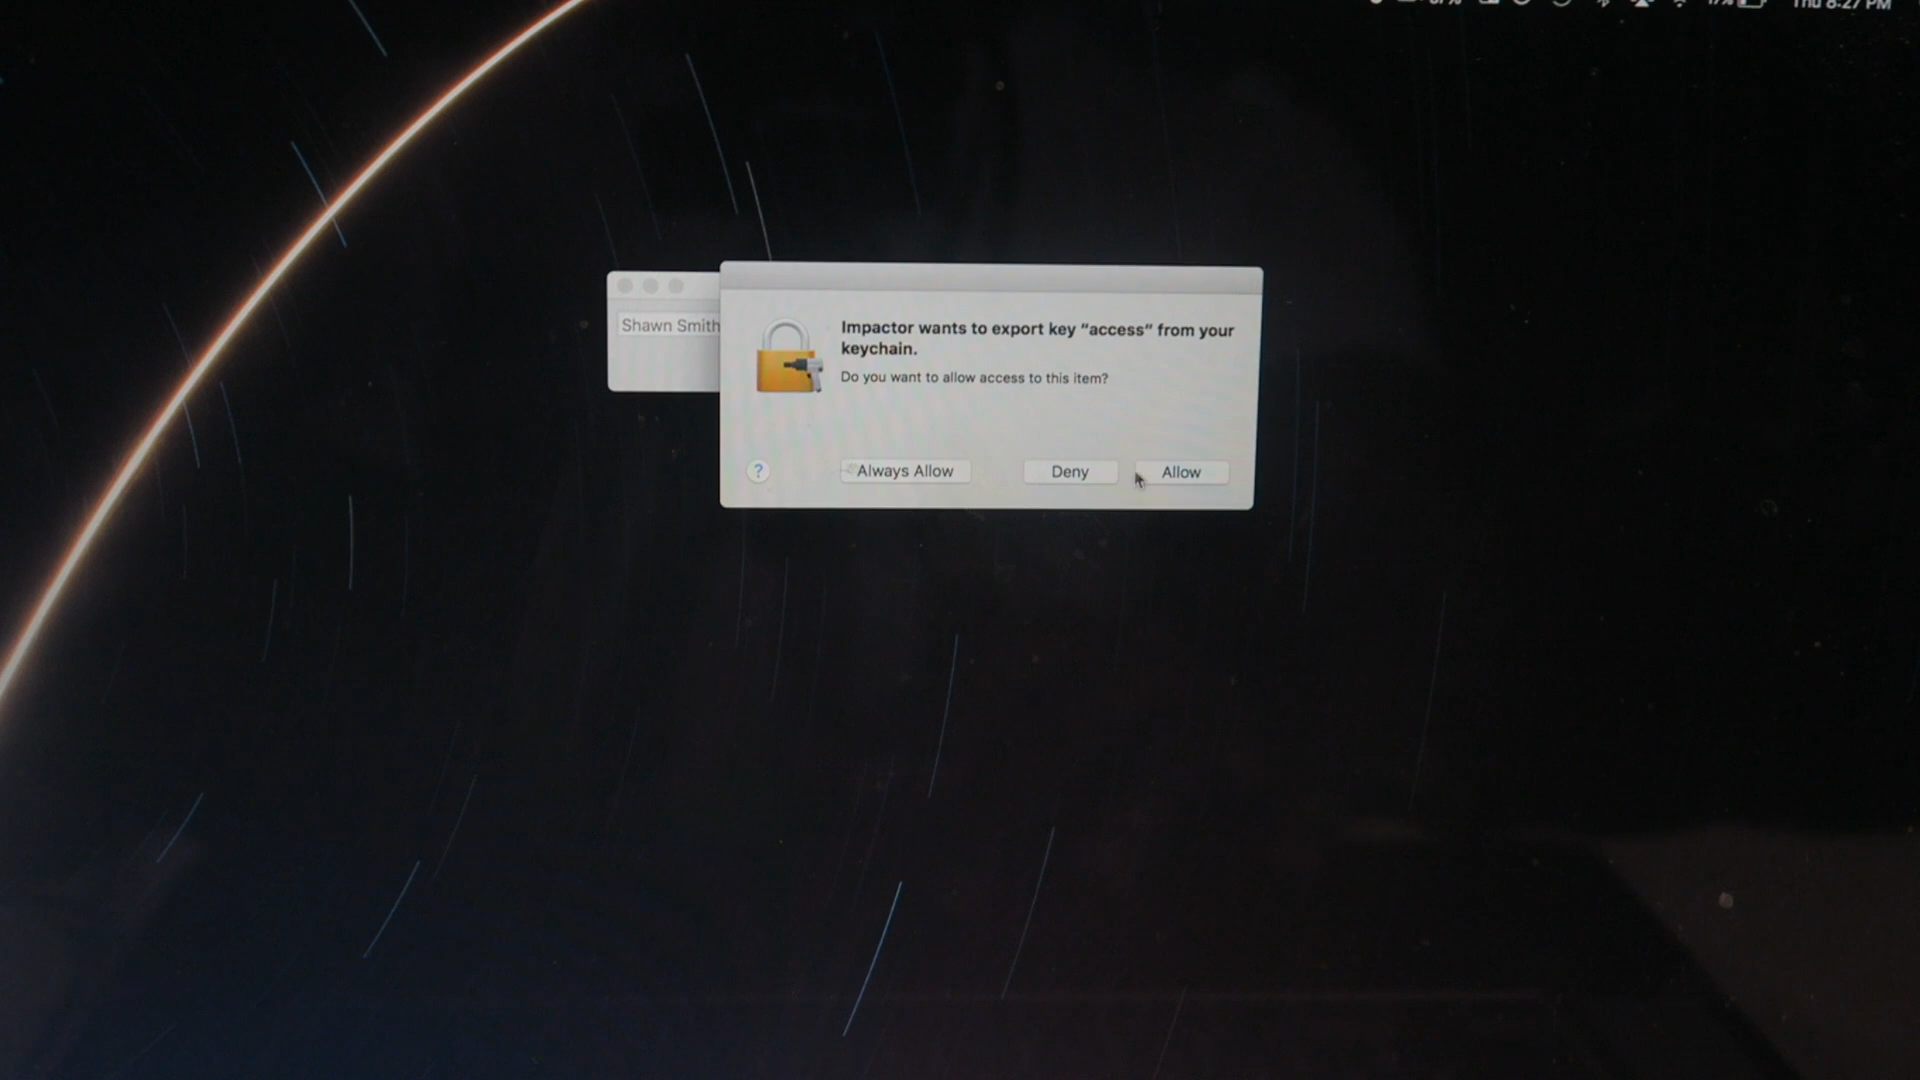 Thu 8:27 PM
Shawn Smith
Impactor wants to export key “access” from your
keychain.
Do you want to allow access to this item?
?
Always Allow
Deny
Allow